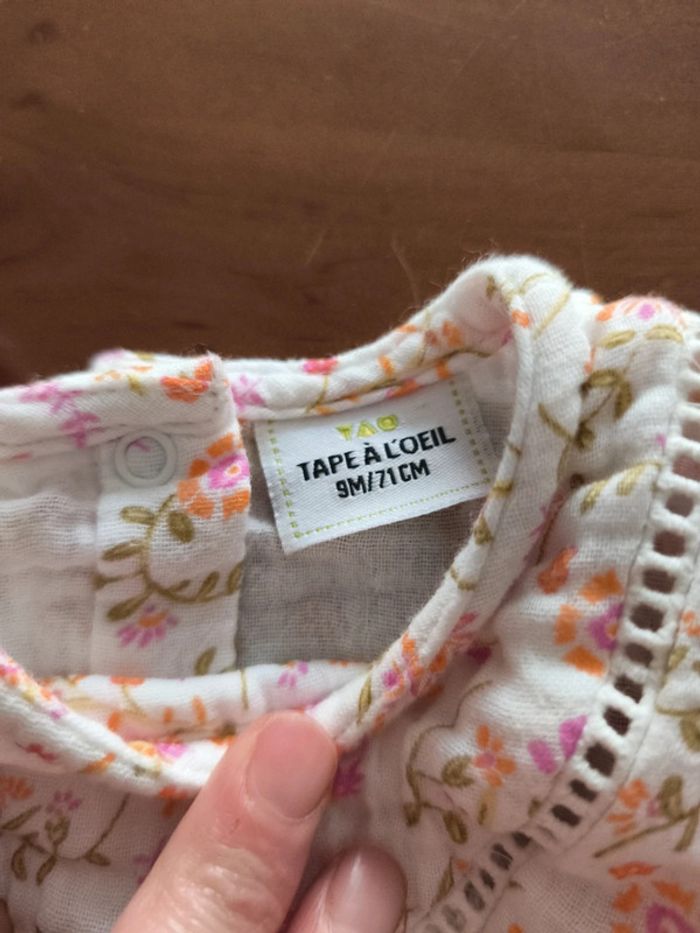 TAO
TAPE À L'OEIL
9M/71CM